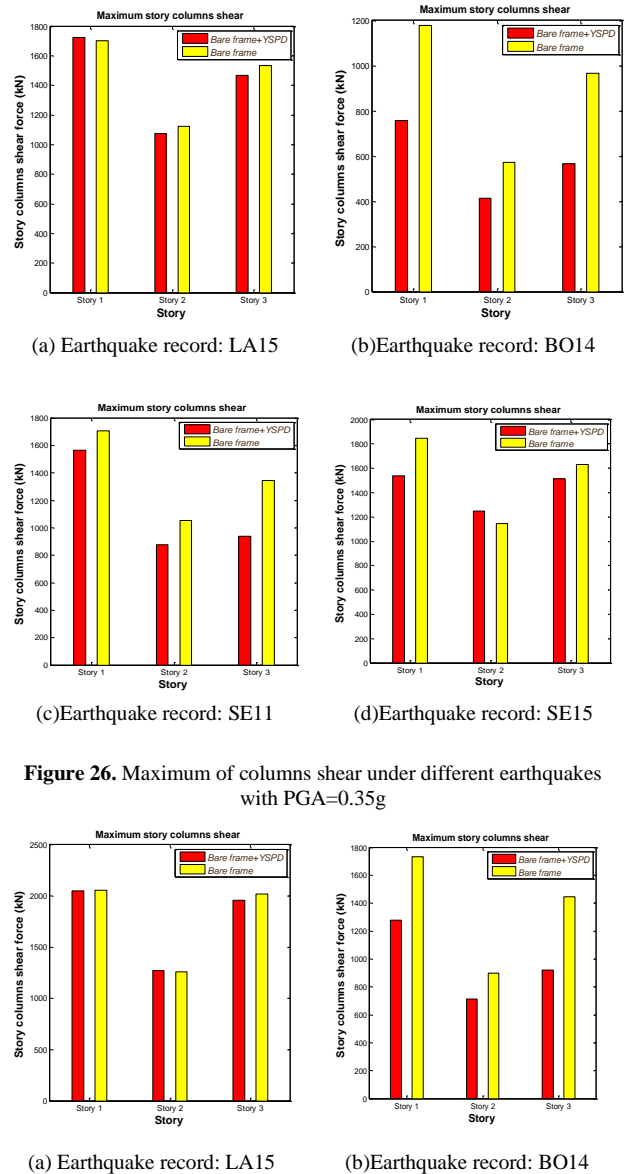 Maximum story columns shear
1800
1600
1400
1200
1000
800
600
400
200
0
Story columns shear force (kN)
Bare frame+YSPD
Bare frame
Story 1 Story 2 Story 3
Story
(a) Earthquake record: LA15
Maximum story columns shear
1200
1000
800
600
400
200
0
Story columns shear force (kN)
Bare frame+YSPD
Bare frame
Story 1 Story 2 Story 3
Story
(b)Earthquake record: BO14
Maximum story columns shear
1800
1600
1400
1200
1000
800
600
400
200
0
Story columns shear force (kN)
Bare frame+YSPD
Bare frame
Story 1 Story 2 Story 3
Story
(c)Earthquake record: SE11
Maximum story columns shear
2000
1800
1600
1400
1200
1000
800
600
400
200
0
Story columns shear force (kN)
Bare frame+YSPD
Bare frame
Story 1 Story 2 Story 3
Story
(d)Earthquake record: SE15
Figure 26. Maximum of columns shear under different earthquakes
with PGA=0.35g
Maximum story columns shear
2500
2000
1500
1000
500
0
Story columns shear force (kN)
Bare frame+YSPD
Bare frame
Story 1 Story 2 Story 3
Story
(a) Earthquake record: LA15
Maximum story columns shear
1800
1600
1400
1200
1000
800
600
400
200
0
Story columns shear force (kN)
Bare frame+YSPD
Bare frame
Story 1 Story 2 Story 3
Story
(b)Earthquake record: BO14